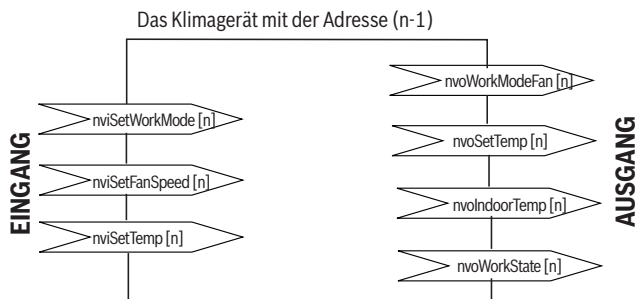 Das Klimagerät mit der Adresse (n-1)
EINGANG
nviSetWorkMode [n]
nviSetFanSpeed [n]
nviSetTemp [n]
nvoWorkModeFan [n]
nvoSetTemp [n]
nvoIndoorTemp [n]
nvoWorkState [n]
AUSGANG